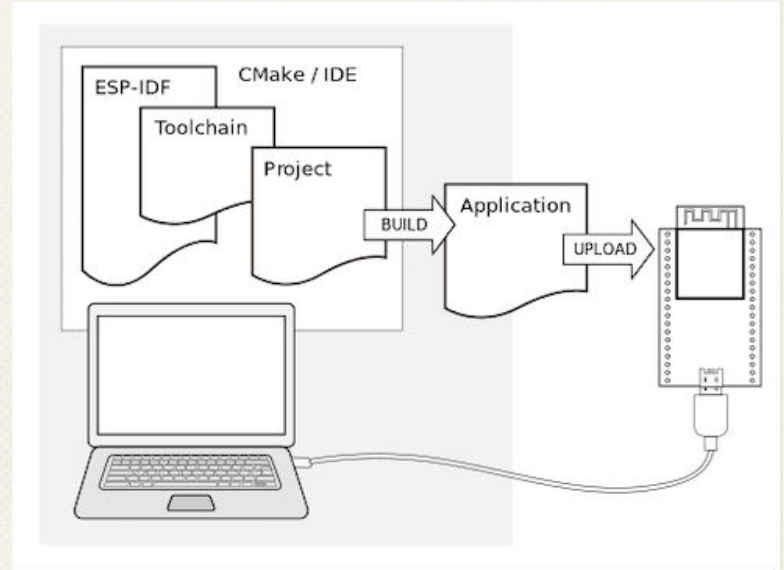 ESP-IDF
CMake / IDE
Toolchain
Project
BUILD
Application
UPLOAD